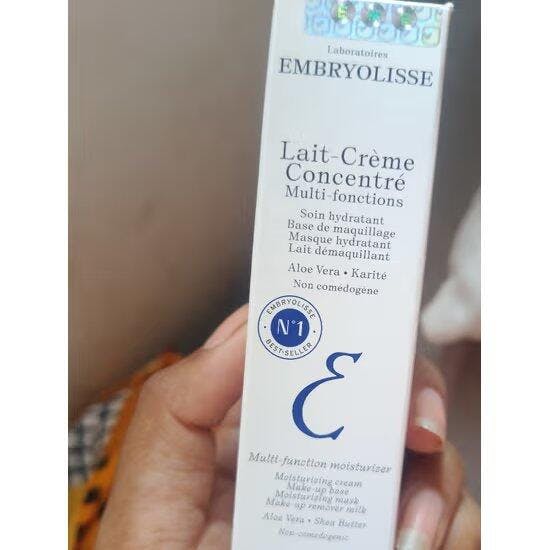 Laboratoires
EMBRYOLISSE
Lait-Crème
Concentré
Multi-fonctions
Soin hydratant
Base de maquillage
Masque hydratant
Lait démaquillant
Aloe Vera • Karité
Non comédogène
EMBRYOLISSE
N°1
BEST-SELLER
ε
Multi-function moisturizer
Moisturising cream
Make-up base
Moisturising mask
Make-up remover milk
Aloe Vera • Shea Butter
Non-comedogenic